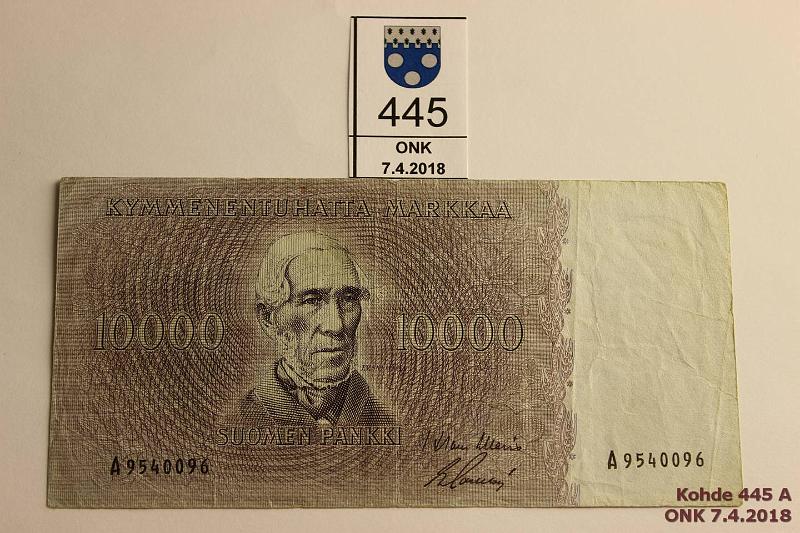 445
ONK
7.4.2018
KYMMENENTUHATTA MARKKAA
10000 10000
SUOMEN PANKKI
A9540096 A9540096
Kohde 445 A
ONK 7.4.2018